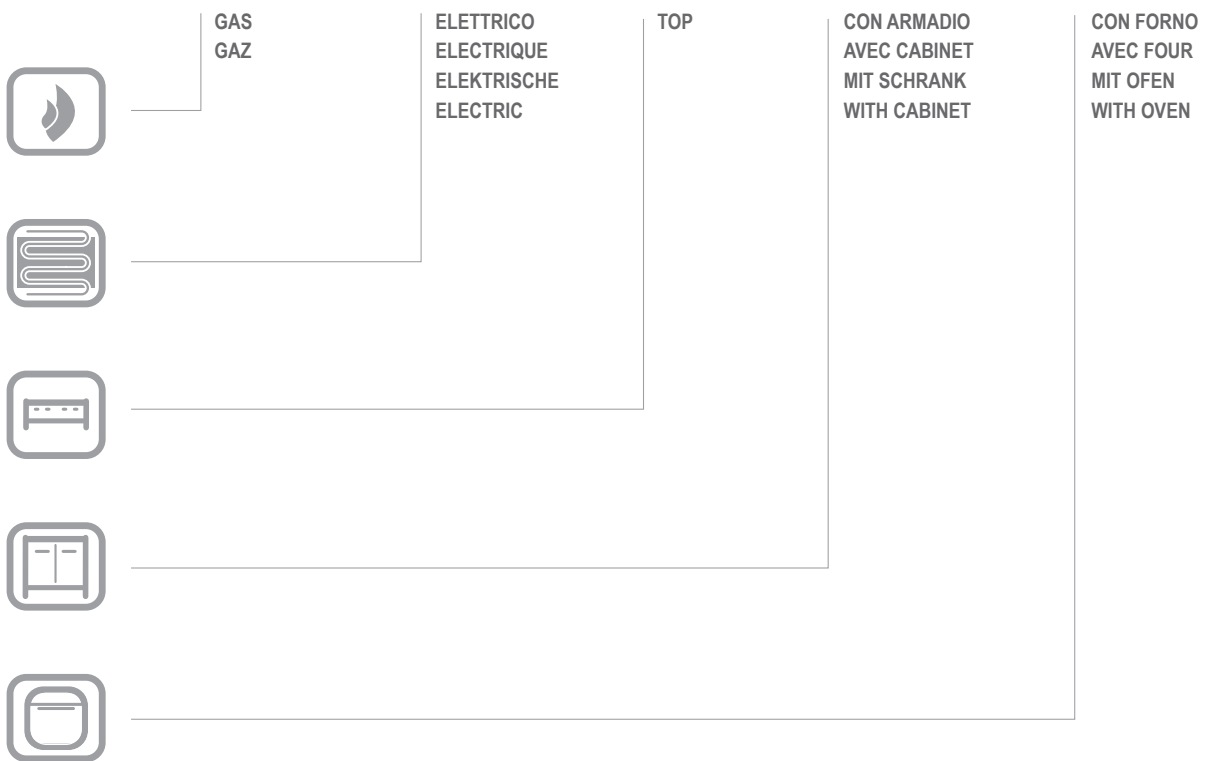 GAS
GAZ
ELETTRICO
ELECTRIQUE
ELEKTRISCHE
ELECTRIC
TOP
CON ARMADIO
AVEC CABINET
MIT SCHRANK
WITH CABINET
CON FORNO
AVEC FOUR
MIT OFEN
WITH OVEN